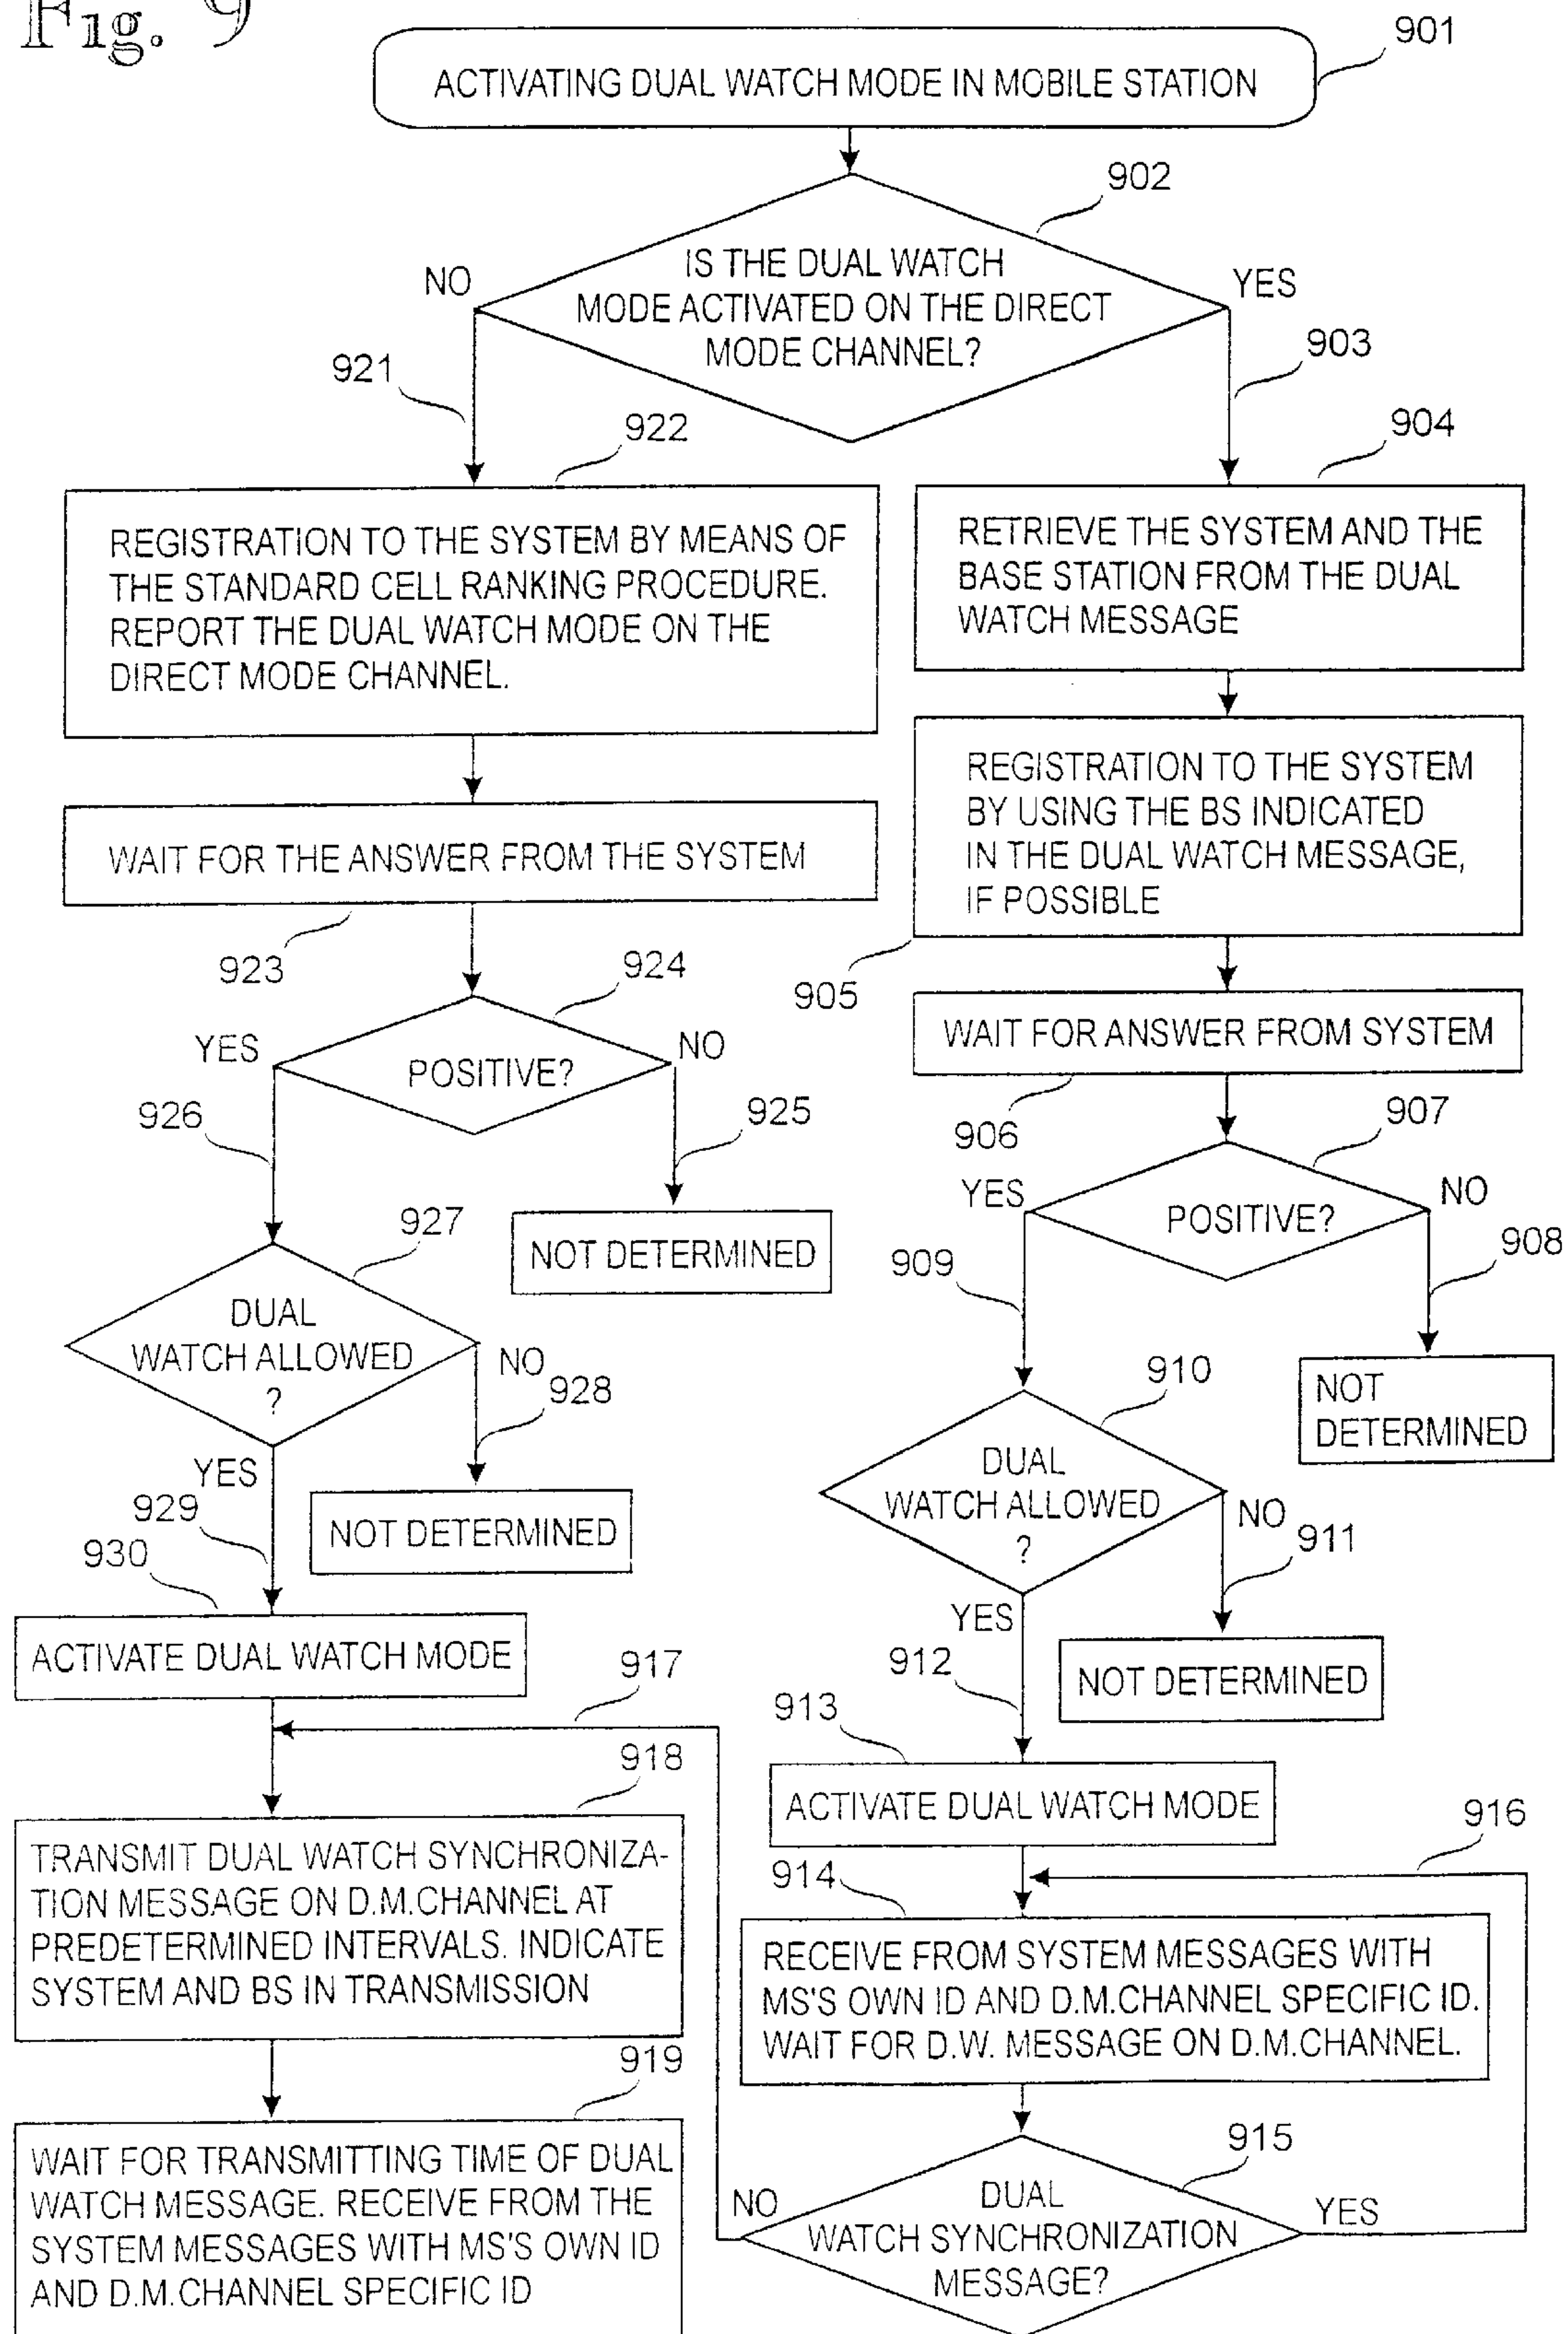 Fig. 9
901
ACTIVATING DUAL WATCH MODE IN MOBILE STATION
902
IS THE DUAL WATCH
MODE ACTIVATED ON THE DIRECT
MODE CHANNEL?
NO
YES
921
903
922
904
REGISTRATION TO THE SYSTEM BY MEANS OF
THE STANDARD CELL RANKING PROCEDURE.
REPORT THE DUAL WATCH MODE ON THE
DIRECT MODE CHANNEL.
RETRIEVE THE SYSTEM AND THE
BASE STATION FROM THE DUAL
WATCH MESSAGE
WAIT FOR THE ANSWER FROM THE SYSTEM
923
REGISTRATION TO THE SYSTEM
BY USING THE BS INDICATED
IN THE DUAL WATCH MESSAGE,
IF POSSIBLE
905
924
POSITIVE?
YES
NO
926
925
NOT DETERMINED
WAIT FOR ANSWER FROM SYSTEM
906
907
POSITIVE?
YES
NO
909
908
NOT
DETERMINED
927
DUAL
WATCH ALLOWED
?
NO
928
NOT DETERMINED
YES
929
930
ACTIVATE DUAL WATCH MODE
910
DUAL
WATCH ALLOWED
?
NO
911
NOT DETERMINED
YES
912
913
ACTIVATE DUAL WATCH MODE
917
918
TRANSMIT DUAL WATCH SYNCHRONIZA-
TION MESSAGE ON D.M.CHANNEL AT
PREDETERMINED INTERVALS. INDICATE
SYSTEM AND BS IN TRANSMISSION
916
914
RECEIVE FROM SYSTEM MESSAGES WITH
MS'S OWN ID AND D.M.CHANNEL SPECIFIC ID.
WAIT FOR D.W. MESSAGE ON D.M.CHANNEL.
919
WAIT FOR TRANSMITTING TIME OF DUAL
WATCH MESSAGE. RECEIVE FROM THE
SYSTEM MESSAGES WITH MS'S OWN ID
AND D.M.CHANNEL SPECIFIC ID
915
DUAL
WATCH SYNCHRONIZATION
MESSAGE?
NO
YES